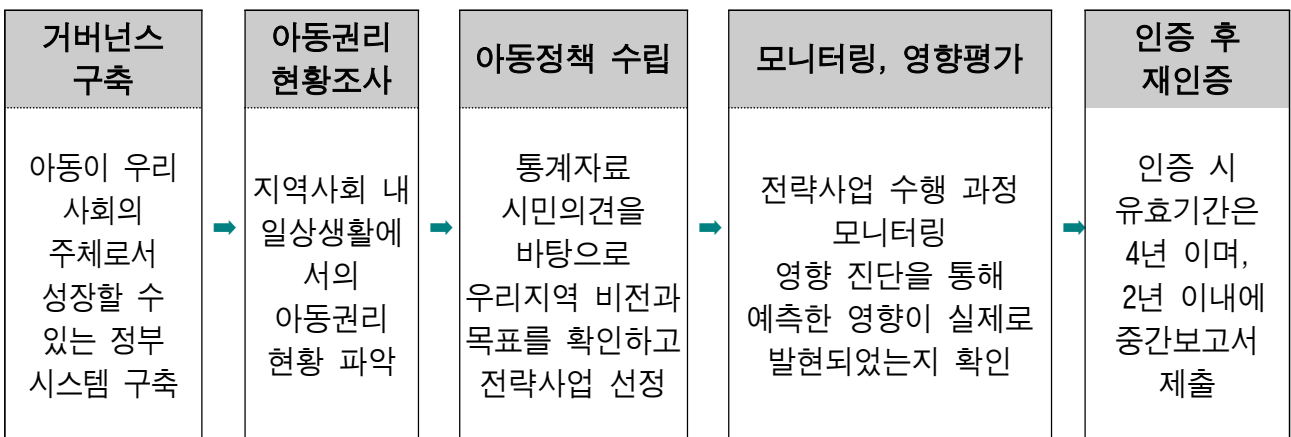 거버넌스
구축
아동이 우리
사회의
주체로서
성장할 수
있는 정부
시스템 구축
➡
아동권리
현황조사
지역사회 내
일상생활에
서의
아동권리
현황 파악
➡
아동정책 수립
통계자료
시민의견을
바탕으로
우리지역 비전과
목표를 확인하고
전략사업 선정
➡
모니터링, 영향평가
전략사업 수행 과정
모니터링
영향 진단을 통해
예측한 영향이 실제로
발현되었는지 확인
➡
인증 후
재인증
인증 시
유효기간은
4년 이며,
2년 이내에
중간보고서
제출